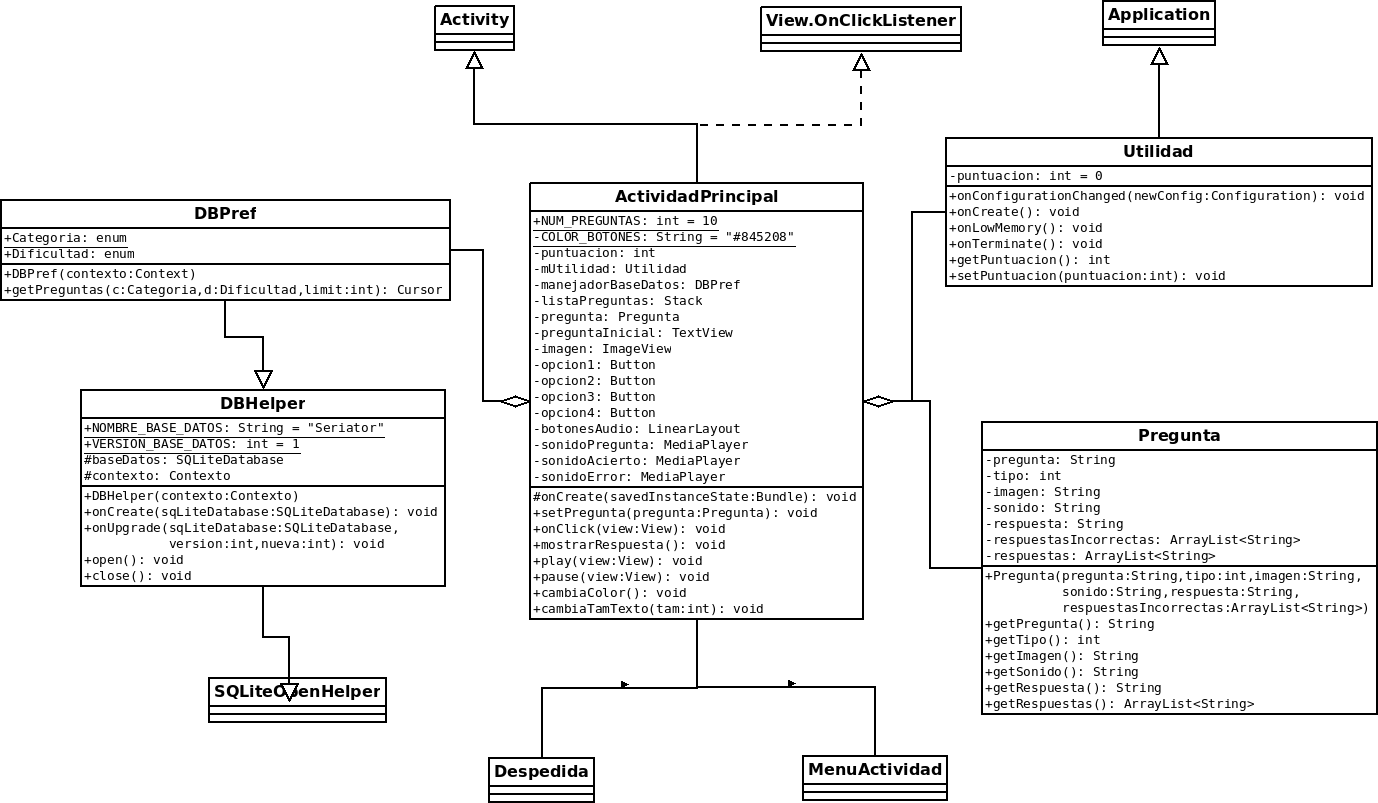 Activity
View.OnClickListener
Application
Utilidad
-puntuacion: int = 0
+onConfigurationChanged(newConfig:Configuration): void
+onCreate(): void
+onLowMemory(): void
+onTerminate(): void
+getPuntuacion(): int
+setPuntuacion(puntuacion:int): void
ActividadPrincipal
+NUM_PREGUNTAS: int = 10
-COLOR_BOTONES: String = "#845208"
-puntuacion: int
-mUtilidad: Utilidad
-manejadorBaseDatos: DBPref
-listaPreguntas: Stack
-pregunta: Pregunta
-preguntaInicial: TextView
-imagen: ImageView
-opcion1: Button
-opcion2: Button
-opcion3: Button
-opcion4: Button
-botonesAudio: LinearLayout
-sonidoPregunta: MediaPlayer
-sonidoAcierto: MediaPlayer
-sonidoError: MediaPlayer
#onCreate(savedInstanceState:Bundle): void
+setPregunta(pregunta:Pregunta): void
+onClick(view:View): void
+mostrarRespuesta(): void
+play(view:View): void
+pause(view:View): void
+cambiaColor(): void
+cambiaTamTexto(tam:int): void
DBPref
+Categoria: enum
+Dificultad: enum
+DBPref(contexto:Context)
+getPreguntas(c:Categoria,d:Dificultad,limit:int): Cursor
DBHelper
+NOMBRE_BASE_DATOS: String = "Seriator"
+VERSION_BASE_DATOS: int = 1
#baseDatos: SQLiteDatabase
#contexto: Contexto
+DBHelper(contexto:Contexto)
+onCreate(sqLiteDatabase:SQLiteDatabase): void
+onUpgrade(sqLiteDatabase:SQLiteDatabase,
version:int,nueva:int): void
+open(): void
+close(): void
Pregunta
-pregunta: String
-tipo: int
-imagen: String
-sonido: String
-respuesta: String
-respuestasIncorrectas: ArrayList<String>
-respuestas: ArrayList<String>
+Pregunta(pregunta:String,tipo:int,imagen:String,
sonido:String,respuesta:String,
respuestasIncorrectas:ArrayList<String>)
+getPregunta(): String
+getTipo(): int
+getImagen(): String
+getSonido(): String
+getRespuesta(): String
+getRespuestas(): ArrayList<String>
SQLiteOpenHelper
Despedida
MenuActividad